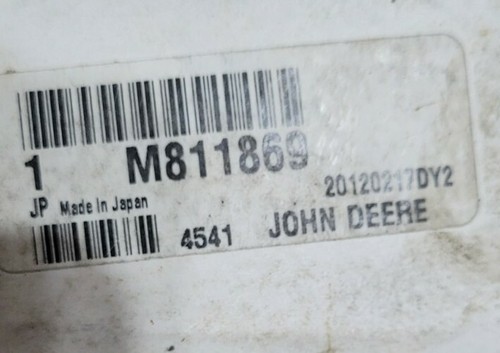 1 M811869
20120217DY2
JP Made In Japan
4541 JOHN DEERE